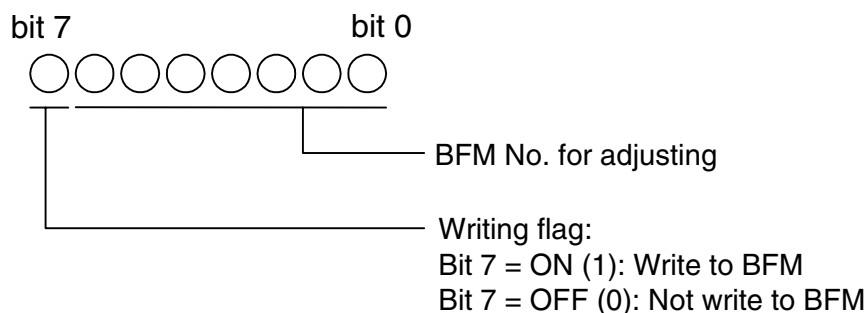 bit 7 bit 0
BFM No. for adjusting
Writing flag:
Bit 7 = ON (1): Write to BFM
Bit 7 = OFF (0): Not write to BFM